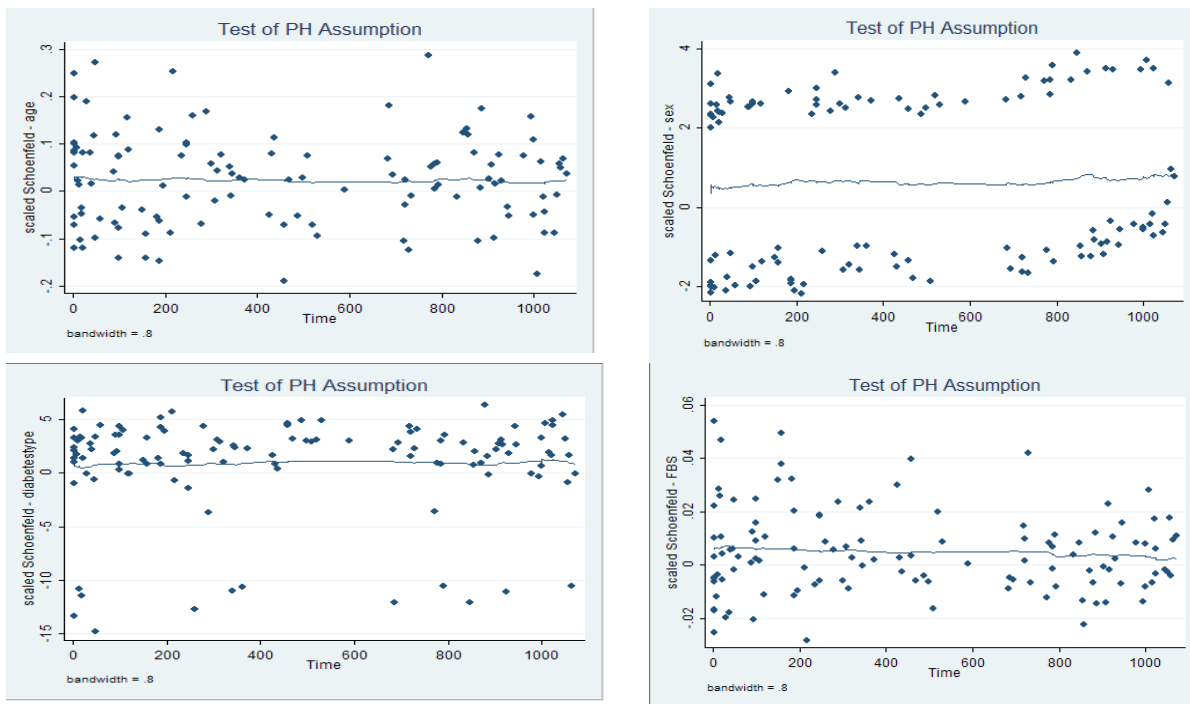 Test of PH Assumption
scaled Schoenfeld - age
.3
.2
.1
0
-.1
-.2
0 200 400 600 800 1000
Time
bandwidth = .8
Test of PH Assumption
scaled Schoenfeld - sex
4
2
0
-2
0 200 400 600 800 1000
Time
bandwidth = .8
Test of PH Assumption
scaled Schoenfeld - diabetestype
5
0
-5
-10
-15
0 200 400 600 800 1000
Time
bandwidth = .8
Test of PH Assumption
scaled Schoenfeld - FBS
.06
.04
.02
0
-.02
0 200 400 600 800 1000
Time
bandwidth = .8